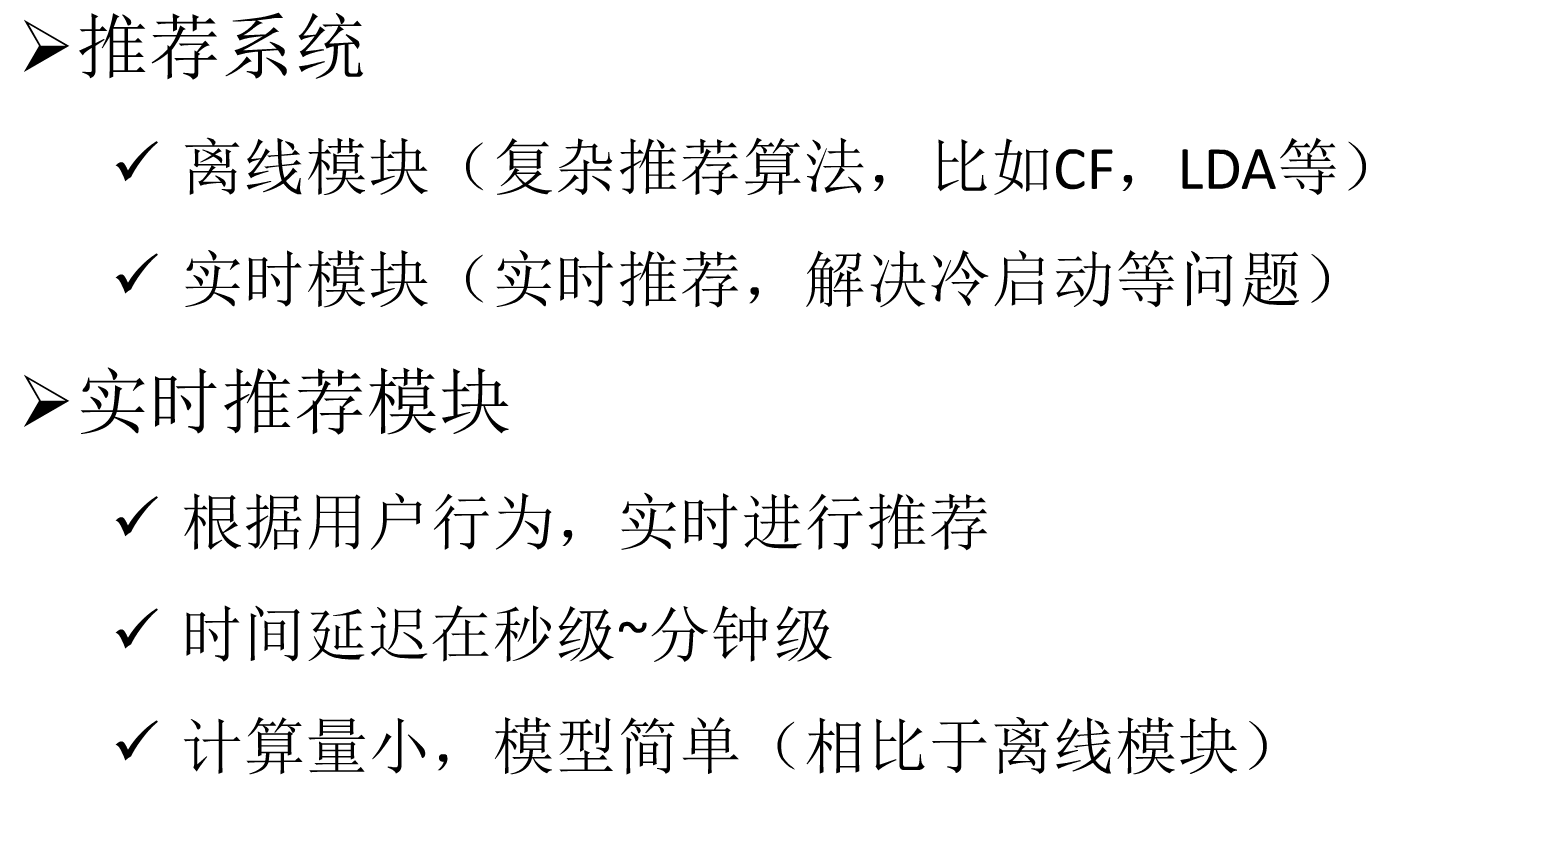 ➢推荐系统
✓ 离线模块（复杂推荐算法，比如CF，LDA等）
✓ 实时模块（实时推荐，解决冷启动等问题）
➢实时推荐模块
✓ 根据用户行为，实时进行推荐
✓ 时间延迟在秒级~分钟级
✓ 计算量小，模型简单（相比于离线模块）